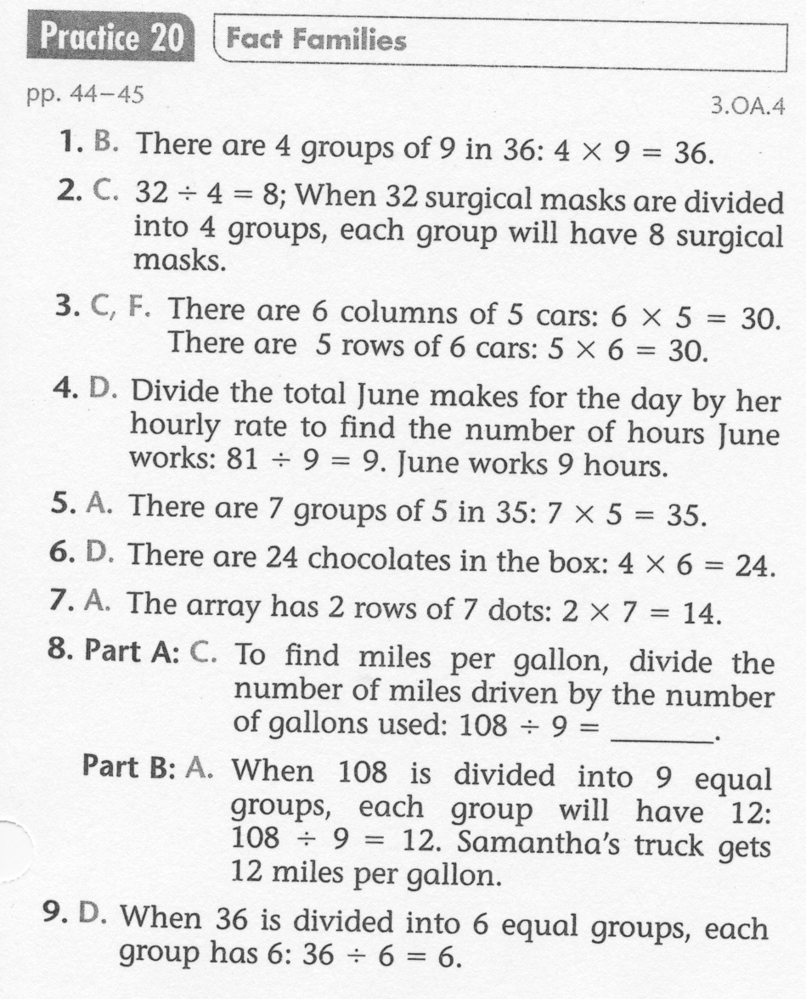 Practice 20 Fact Families
pp. 44–45
3.OA.4
1. B. There are 4 groups of 9 in 36: 4 × 9 = 36.
2. C. 32 ÷ 4 = 8; When 32 surgical masks are divided
into 4 groups, each group will have 8 surgical
masks.
3. C, F. There are 6 columns of 5 cars: 6 × 5 = 30.
There are 5 rows of 6 cars: 5 × 6 = 30.
4. D. Divide the total June makes for the day by her
hourly rate to find the number of hours June
works: 81 ÷ 9 = 9. June works 9 hours.
5. A. There are 7 groups of 5 in 35: 7 × 5 = 35.
6. D. There are 24 chocolates in the box: 4 × 6 = 24.
7. A. The array has 2 rows of 7 dots: 2 × 7 = 14.
8. Part A: C. To find miles per gallon, divide the
number of miles driven by the number
of gallons used: 108 ÷ 9 = ______.
Part B: A. When 108 is divided into 9 equal
groups, each group will have 12:
108 ÷ 9 = 12. Samantha's truck gets
12 miles per gallon.
9. D. When 36 is divided into 6 equal groups, each
group has 6: 36 ÷ 6 = 6.